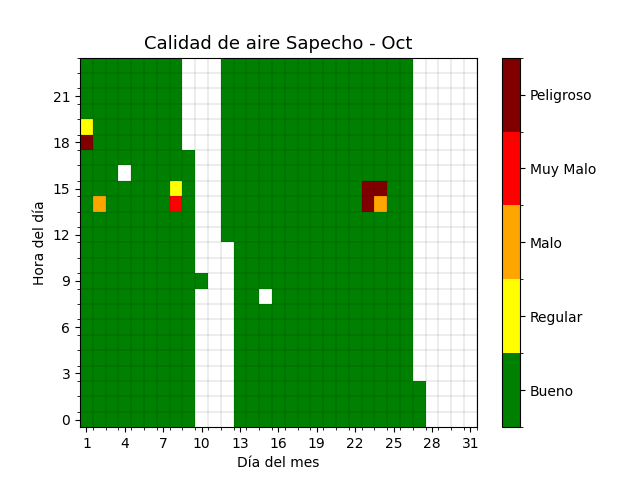 Calidad de aire Sapecho - Oct
Hora del día
21
18
15
12
9
6
3
0
1 4 7 10 13 16 19 22 25 28 31
Día del mes
Peligroso
Muy Malo
Malo
Regular
Bueno